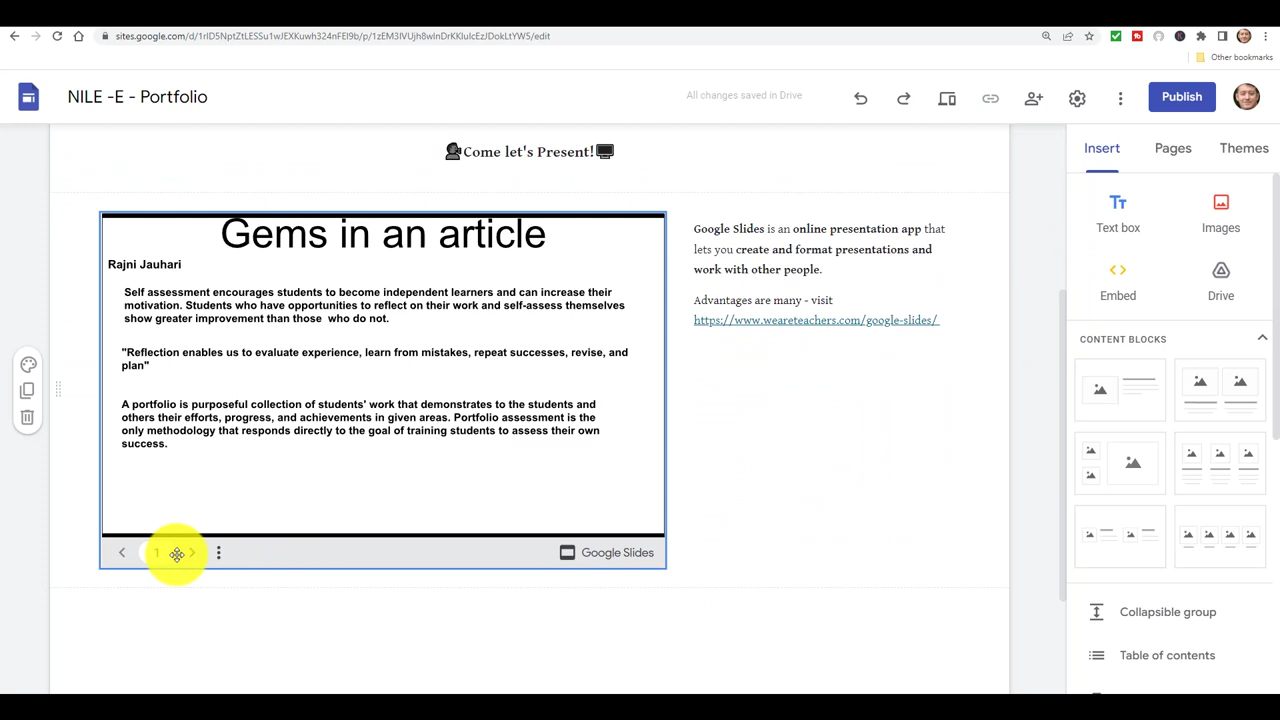 sites.google.com/d/1rlD5NptZtLESSu1wJEXKuwh324nFEI9b/p/1zEM3IVUjh8wInDrKKIulcEzJDokLtYW5/edit
Other bookmarks
NILE -E - Portfolio
All changes saved in Drive
Publish
Come let's Present!
Insert
Pages
Themes
Gems in an article
Rajni Jauhari
Self assessment encourages students to become independent learners and can increase their
motivation. Students who have opportunities to reflect on their work and self-assess themselves
show greater improvement than those who do not.
"Reflection enables us to evaluate experience, learn from mistakes, repeat successes, revise, and
plan"
A portfolio is purposeful collection of students' work that demonstrates to the students and
others their efforts, progress, and achievements in given areas. Portfolio assessment is the
only methodology that responds directly to the goal of training students to assess their own
success.
1
Google Slides
Google Slides is an online presentation app that
lets you create and format presentations and
work with other people.
Advantages are many - visit
https://www.weareteachers.com/google-slides/
Tt
Text box
Images
Embed
Drive
CONTENT BLOCKS
Collapsible group
Table of contents